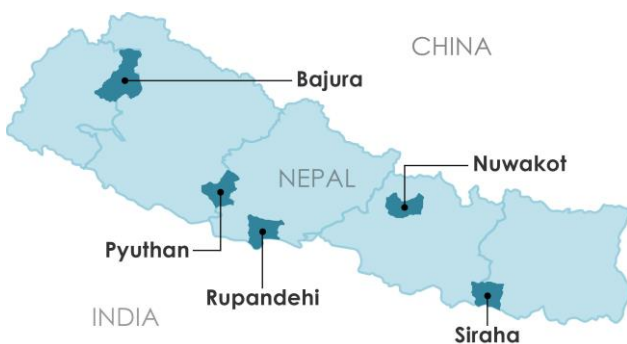 CHINA
Bajura
Nuwakot
NEPAL
Pyuthan
Rupandehi
INDIA
Siraha